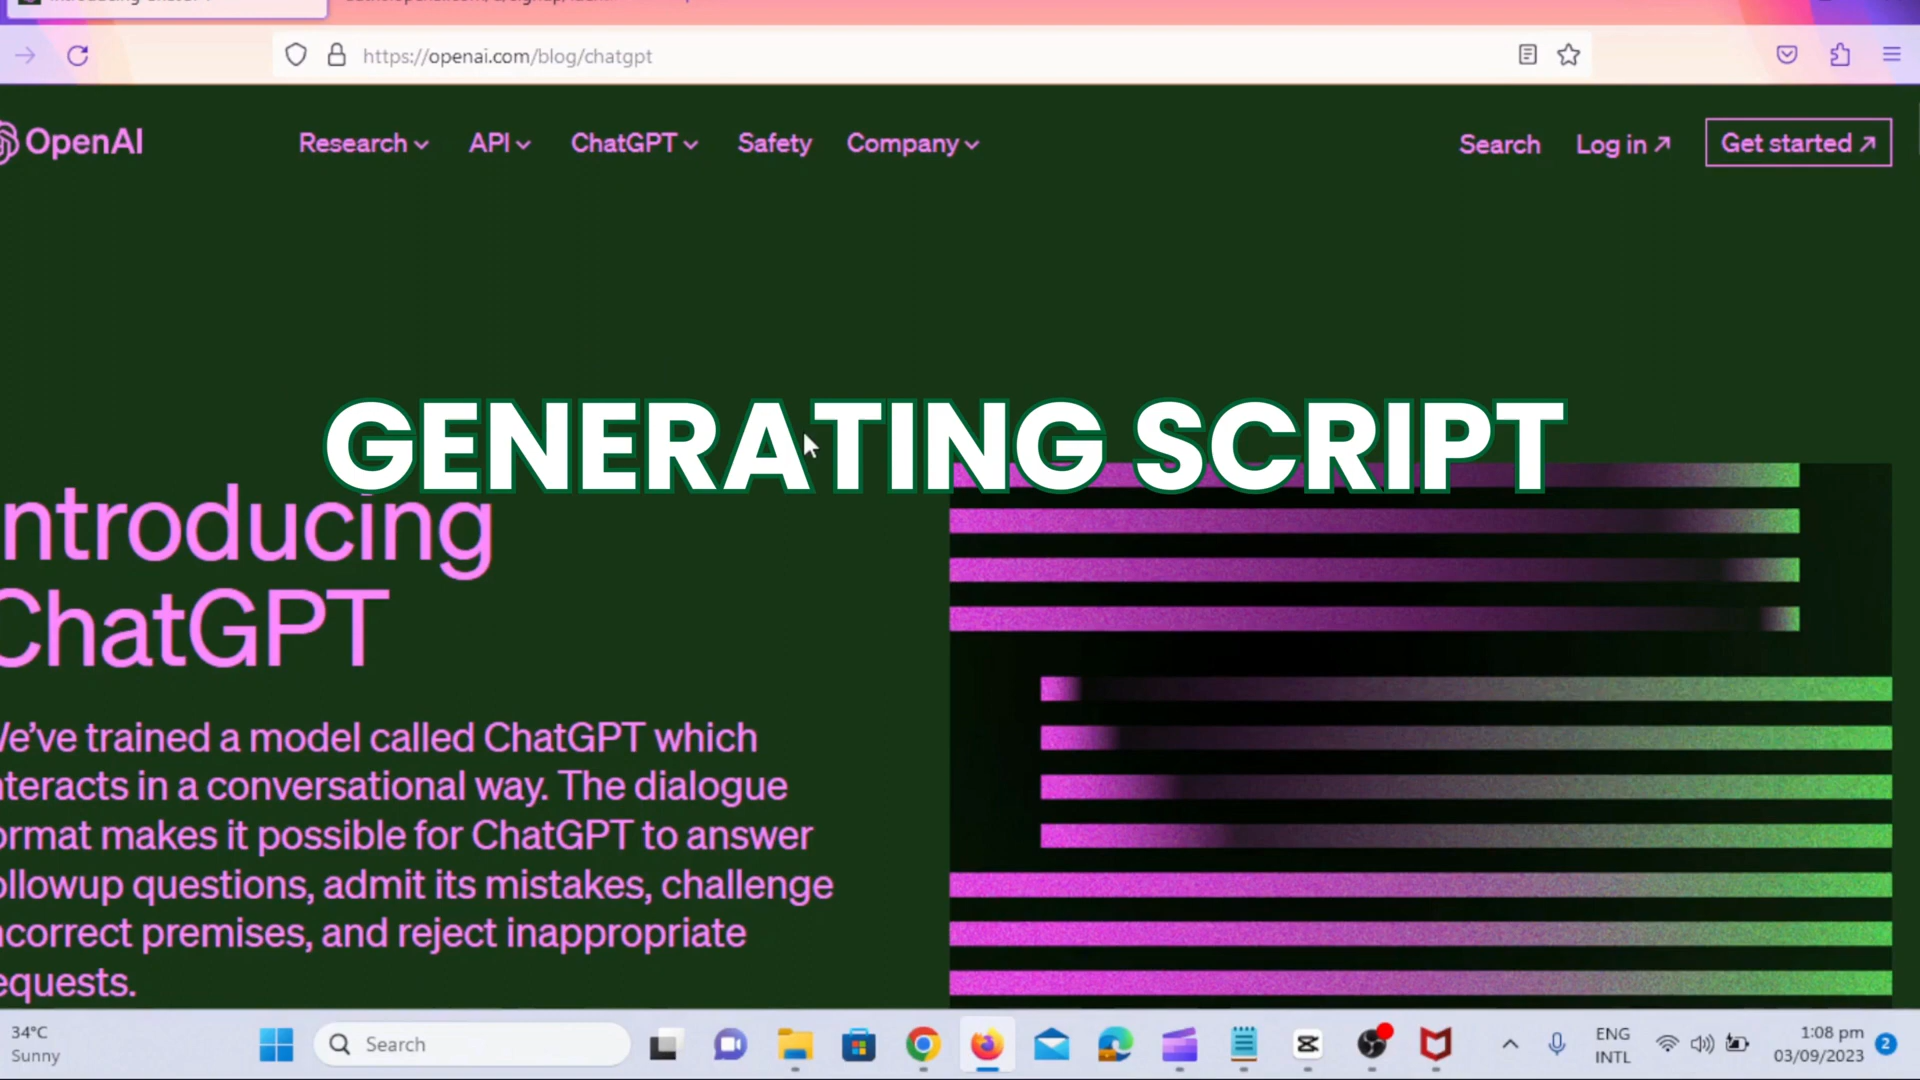 https://openai.com/blog/chatgpt
OpenAI
Research
API
ChatGPT
Safety
Company
Search
Log in ↗
Get started ↗
GENERATING SCRIPT
ntroducing
ChatGPT
We've trained a model called ChatGPT which
nteracts in a conversational way. The dialogue
ormat makes it possible for ChatGPT to answer
ollowup questions, admit its mistakes, challenge
ncorrect premises, and reject inappropriate
equests.
34°C
Sunny
Search
ENG
INTL
1:08 pm
03/09/2023
2